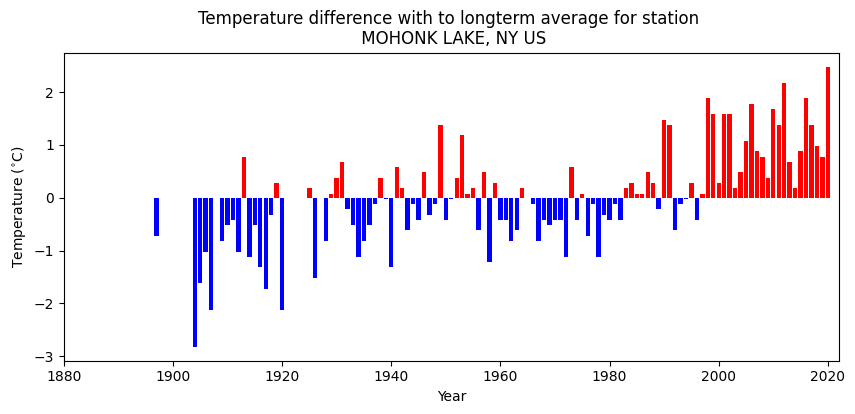 Temperature difference with to longterm average for station
MOHONK LAKE, NY US
Temperature (°C)
2
1
0
−1
−2
−3
1880 1900 1920 1940 1960 1980 2000 2020
Year